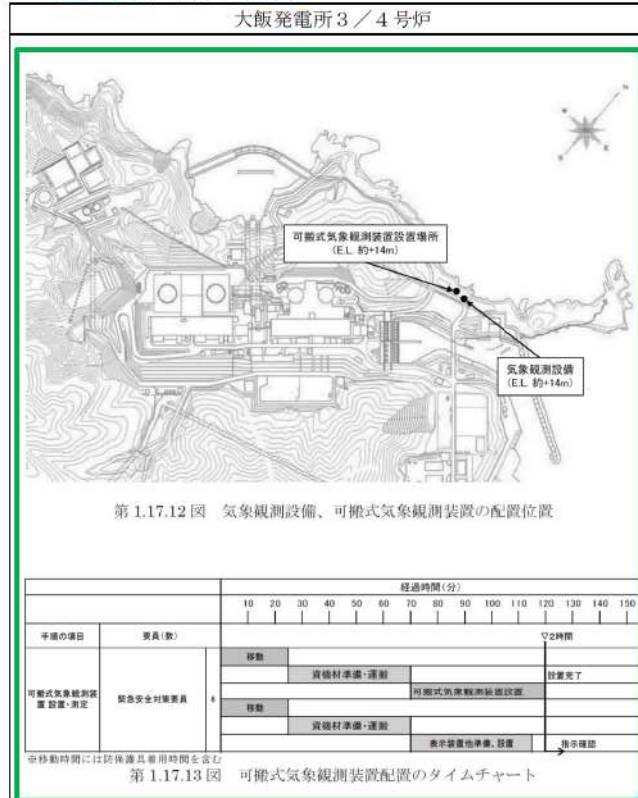 大飯発電所3/4号炉
可搬式気象観測装置設置場所
(E.L. 約+14m)
気象観測設備
(E.L. 約+14m)
第 1.17.12 図 気象観測設備、可搬式気象観測装置の配置位置
経過時間(分)
10 20 30 40 50 60 70 80 90 100 110 120 130 140 150
手順の項目 要員(数) ▽2時間
移動
資機材準備・運搬 設置完了
可搬式気象観測装置設置
可搬式気象観測装置 設置・測定 緊急安全対策要員 6
移動
資機材準備・運搬
表示装置他準備、設置 指示確認
※移動時間には防保護具着用時間を含む
第 1.17.13 図 可搬式気象観測装置配置のタイムチャート